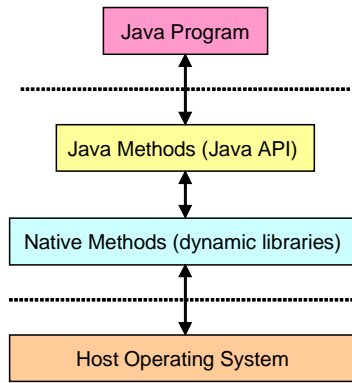 Java Program
Java Methods (Java API)
Native Methods (dynamic libraries)
Host Operating System